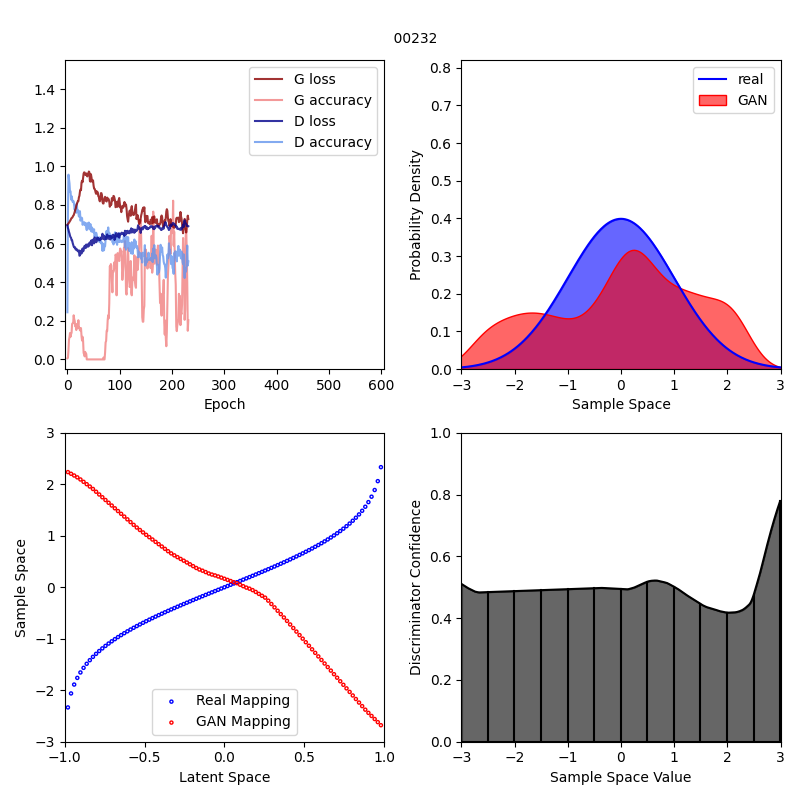 00232
1.4
1.2
1.0
0.8
0.6
0.4
0.2
0.0
0 100 200 300 400 500 600
Epoch
G loss
G accuracy
D loss
D accuracy
0.8
0.7
0.6
0.5
0.4
0.3
0.2
0.1
0.0
Probability Density
−3 −2 −1 0 1 2 3
Sample Space
real
GAN
3
2
1
0
−1
−2
−3
Sample Space
−1.0 −0.5 0.0 0.5 1.0
Latent Space
Real Mapping
GAN Mapping
1.0
0.8
0.6
0.4
0.2
0.0
Discriminator Confidence
−3 −2 −1 0 1 2 3
Sample Space Value